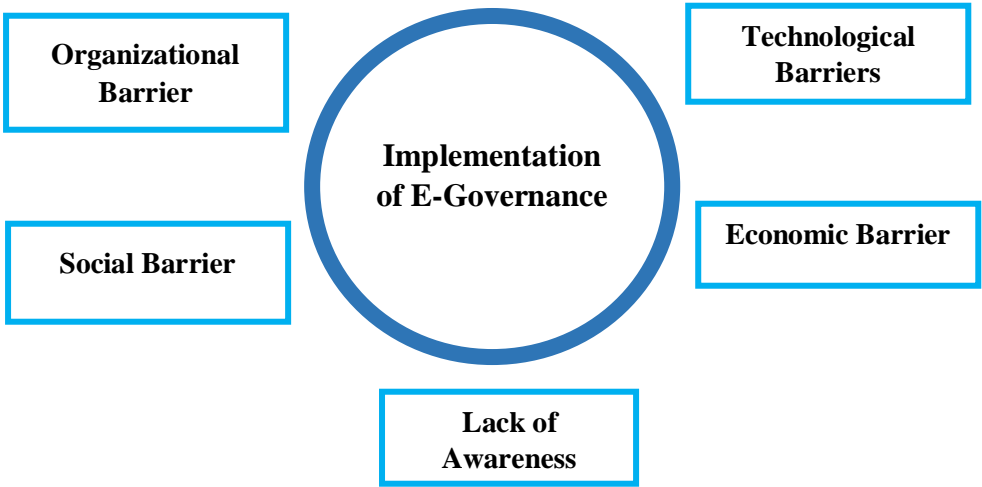 Organizational
Barrier
Implementation
of E-Governance
Technological
Barriers
Social Barrier
Economic Barrier
Lack of
Awareness